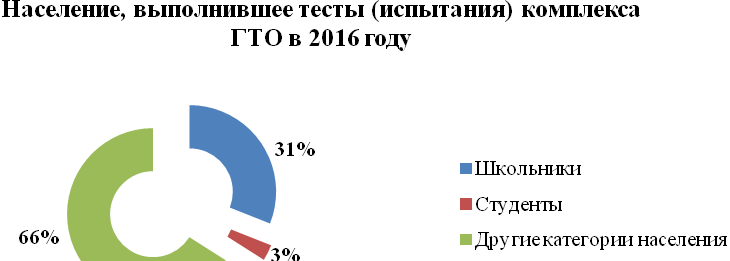 Население, выполнившее тесты (испытания) комплекса
ГТО в 2016 году
31%
Школьники
Студенты
66%
Другие категории населения
3%